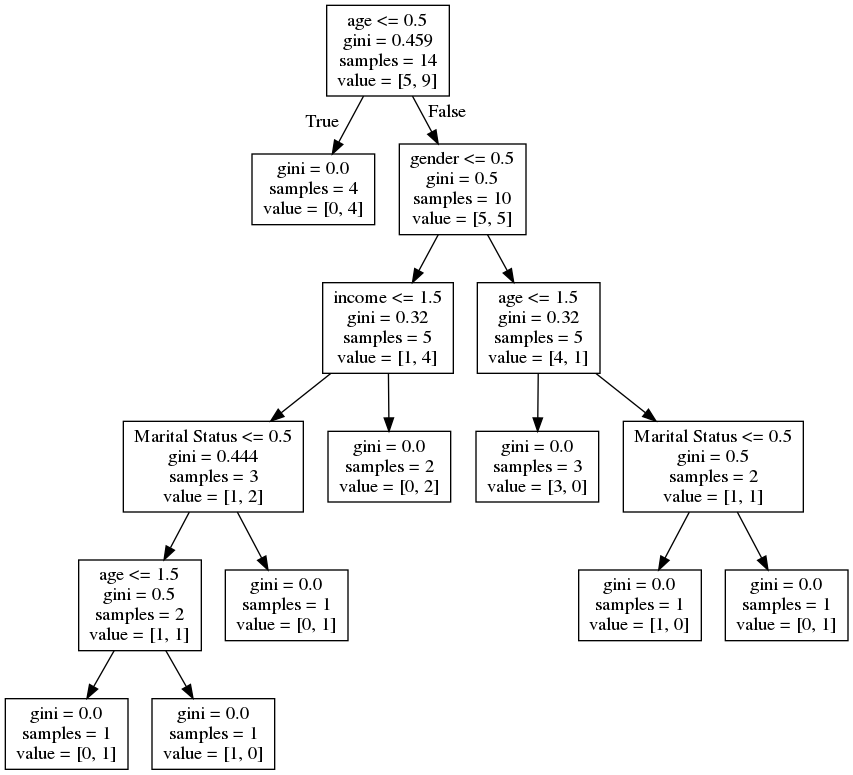 age <= 0.5
gini = 0.459
samples = 14
value = [5, 9]
True
False
gini = 0.0
samples = 4
value = [0, 4]
gender <= 0.5
gini = 0.5
samples = 10
value = [5, 5]
income <= 1.5
gini = 0.32
samples = 5
value = [1, 4]
age <= 1.5
gini = 0.32
samples = 5
value = [4, 1]
Marital Status <= 0.5
gini = 0.444
samples = 3
value = [1, 2]
gini = 0.0
samples = 2
value = [0, 2]
gini = 0.0
samples = 3
value = [3, 0]
Marital Status <= 0.5
gini = 0.5
samples = 2
value = [1, 1]
age <= 1.5
gini = 0.5
samples = 2
value = [1, 1]
gini = 0.0
samples = 1
value = [0, 1]
gini = 0.0
samples = 1
value = [1, 0]
gini = 0.0
samples = 1
value = [0, 1]
gini = 0.0
samples = 1
value = [0, 1]
gini = 0.0
samples = 1
value = [1, 0]